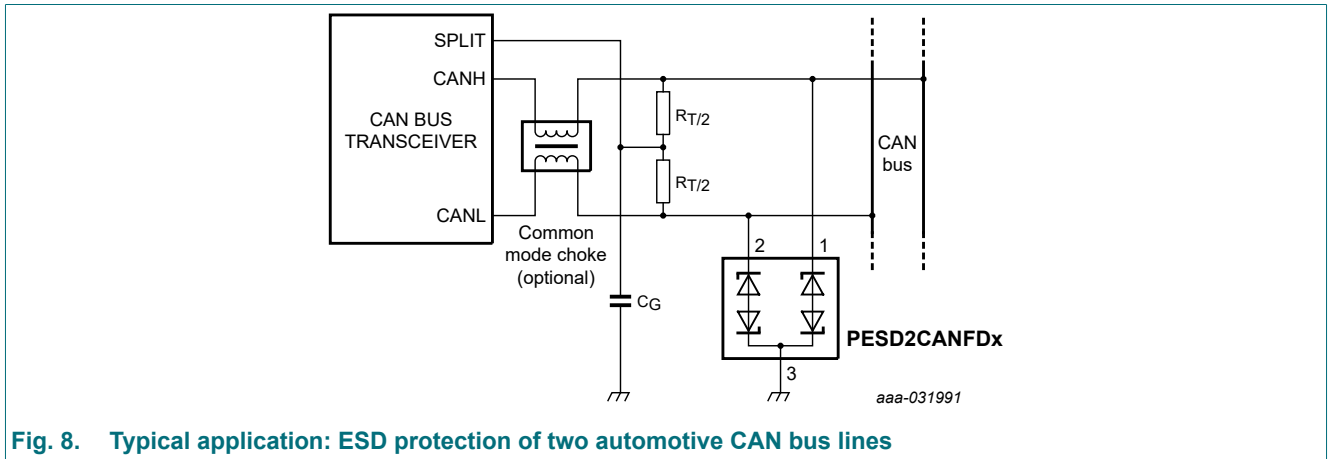 SPLIT
CANH
CAN BUS
TRANSCEIVER
CANL
Common
mode choke
(optional)
RT/2
RT/2
CG
CAN
bus
2
1
PESD2CANFDx
3
aaa-031991
Fig. 8. Typical application: ESD protection of two automotive CAN bus lines